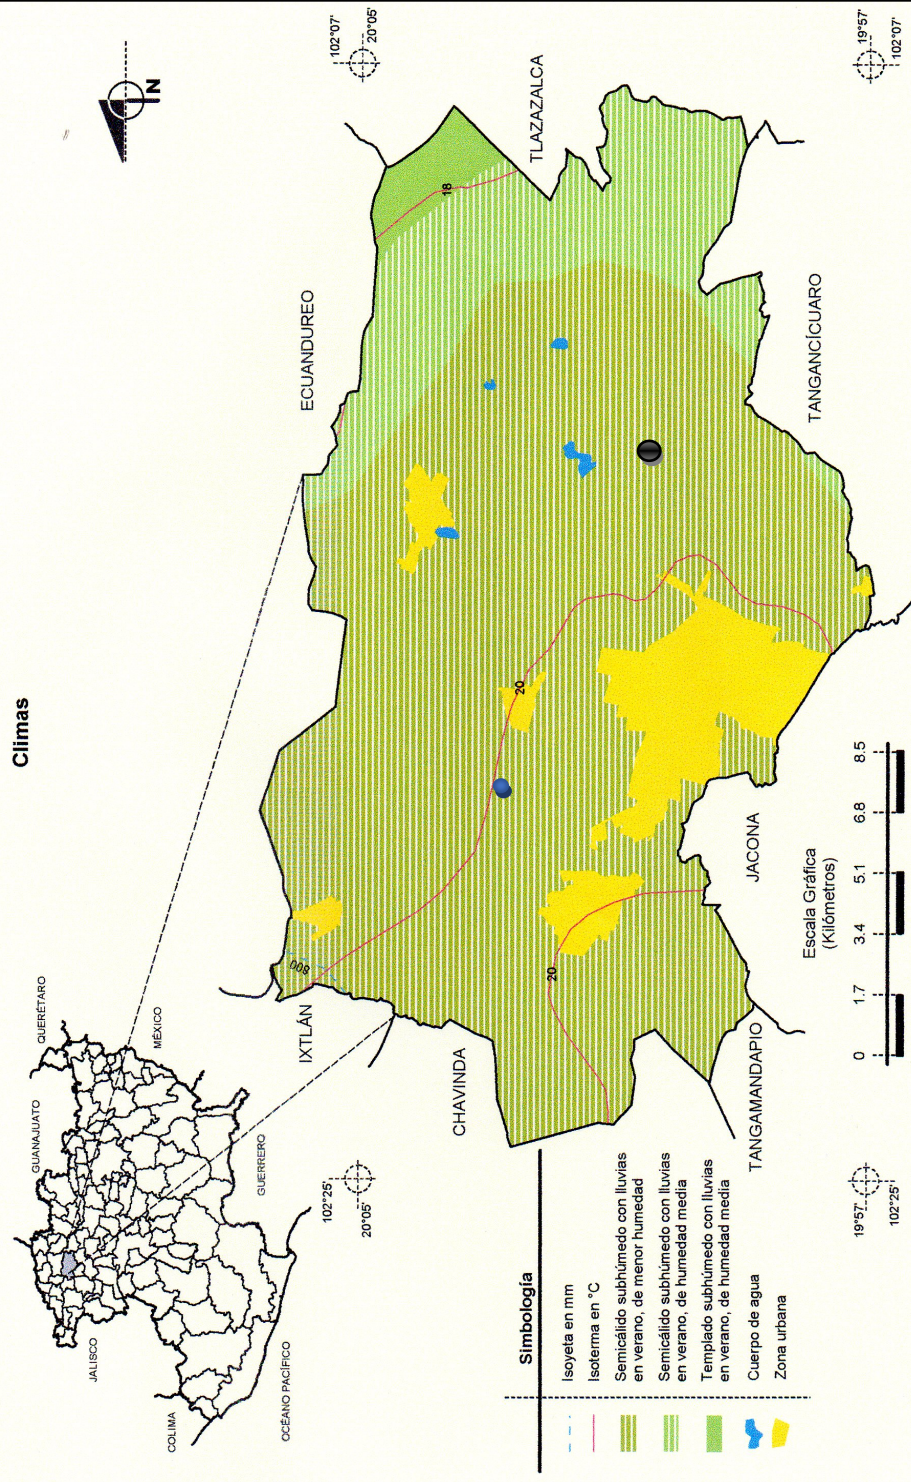 Climas
N
QUERÉTARO
GUANAJUATO
MÉXICO
JALISCO
GUERRERO
COLIMA
OCÉANO PACÍFICO
102°25'
20°05'
102°07'
20°05'
19°57'
102°25'
19°57'
102°07'
IXTLÁN
ECUANDUREO
TLAZAZALCA
CHAVINDA
TANGAMANDAPIO
JACONA
TANGANCÍCUARO
800
20
20
18
Simbología
Isoyeta en mm
Isoterma en °C
Semicálido subhúmedo con lluvias
en verano, de menor humedad
Semicálido subhúmedo con lluvias
en verano, de humedad media
Templado subhúmedo con lluvias
en verano, de humedad media
Cuerpo de agua
Zona urbana
Escala Gráfica
(Kilómetros)
0 1.7 3.4 5.1 6.8 8.5